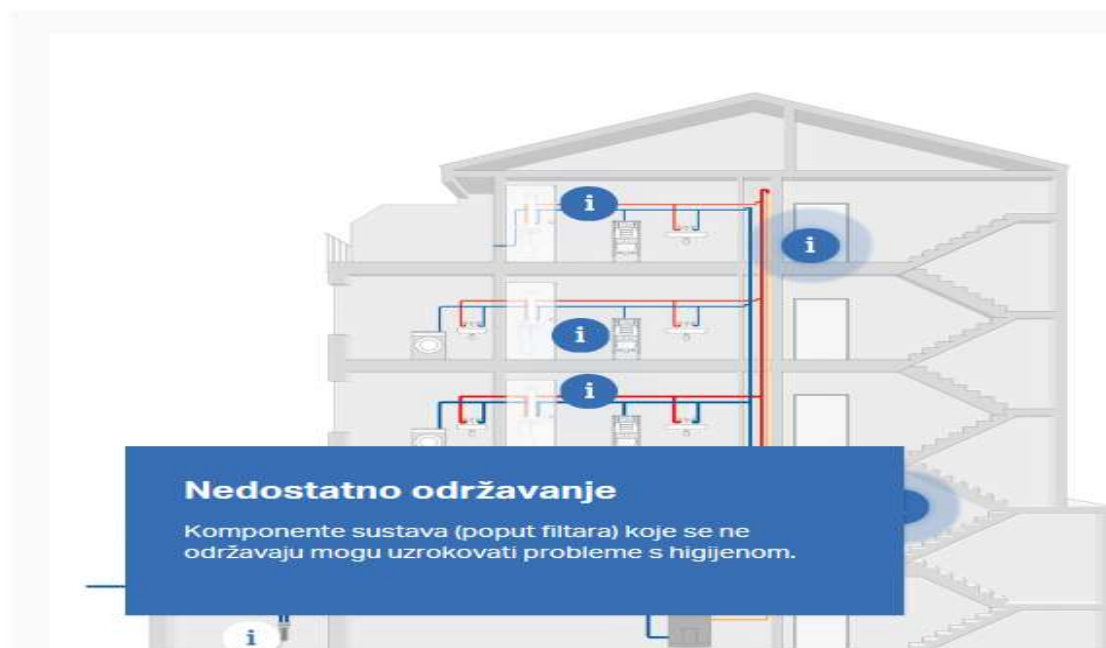 i
i
i
i
Nedostatno održavanje
Komponente sustava (poput filtara) koje se ne
održavaju mogu uzrokovati probleme s higijenom.
i